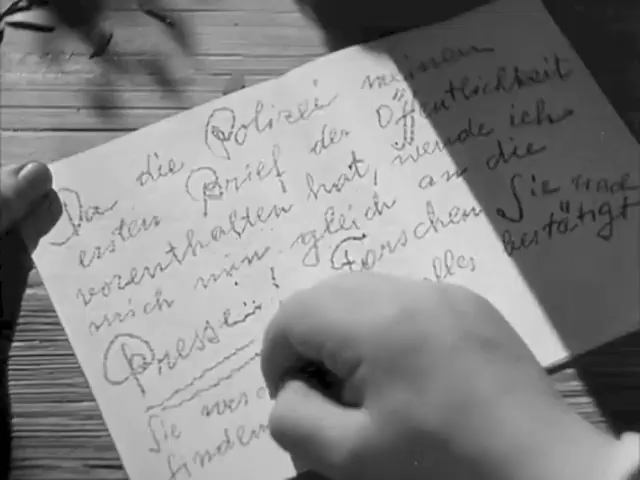 Da die Polizei meinen
ersten Brief der Öffentlichkeit
vorenthalten hat, wende ich
mich nun gleich an die
Presse!! Forschen Sie nach
alles bestätigt
Sie
finden